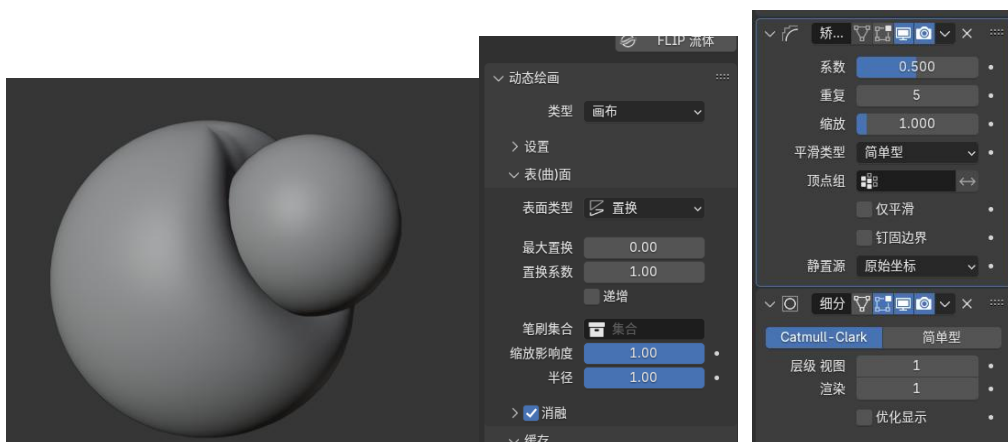 FLIP 流体
动态绘画
类型 画布
设置
表(曲)面
表面类型 置换
最大置换 0.00
置换系数 1.00
递增
笔刷集合 集合
缩放影响度 1.00
半径 1.00
消融
缓存
矫...
系数 0.500
重复 5
缩放 1.000
平滑类型 简单型
顶点组
仅平滑
钉固边界
静置源 原始坐标
细分
Catmull-Clark 简单型
层级 视图 1
渲染 1
优化显示